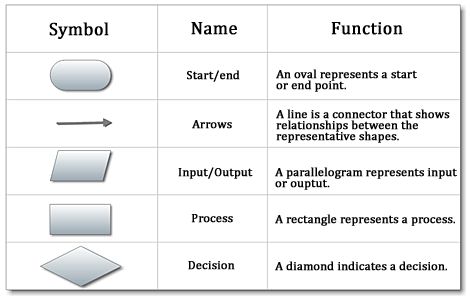 Symbol Name Function
Start/end An oval represents a start
or end point.
Arrows A line is a connector that shows
relationships between the
representative shapes.
Input/Output A parallelogram represents input
or ouptut.
Process A rectangle represents a process.
Decision A diamond indicates a decision.